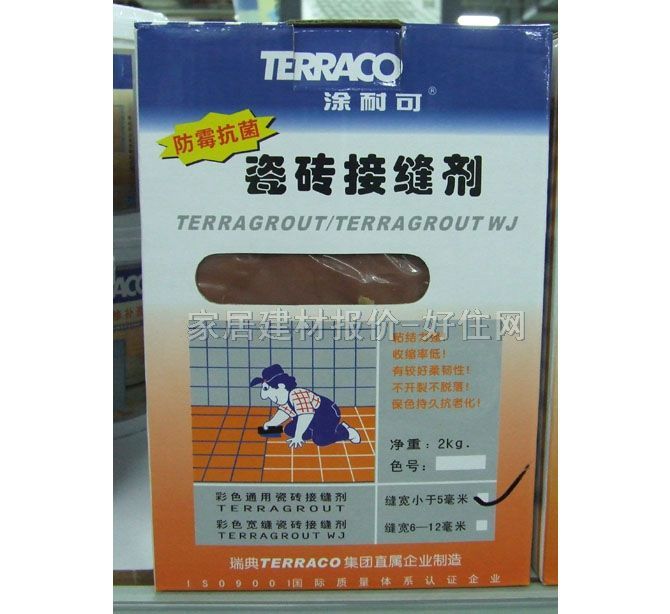 TERRACO
涂耐可®
防霉抗菌
瓷砖接缝剂
TERRAGROUT/TERRAGROUT WJ
家居建材报价-好住网
粘结力强!
收缩率低!
有较好柔韧性!
不开裂不脱落!
保色持久抗老化!
净重:2kg.
色号:
彩色通用瓷砖接缝剂
TERRAGROUT
缝宽小于5毫米
彩色宽缝瓷砖接缝剂
TERRAGROUT WJ
缝宽6—12毫米
瑞典TERRACO集团直属企业制造
ISO9001国际质量体系认证企业